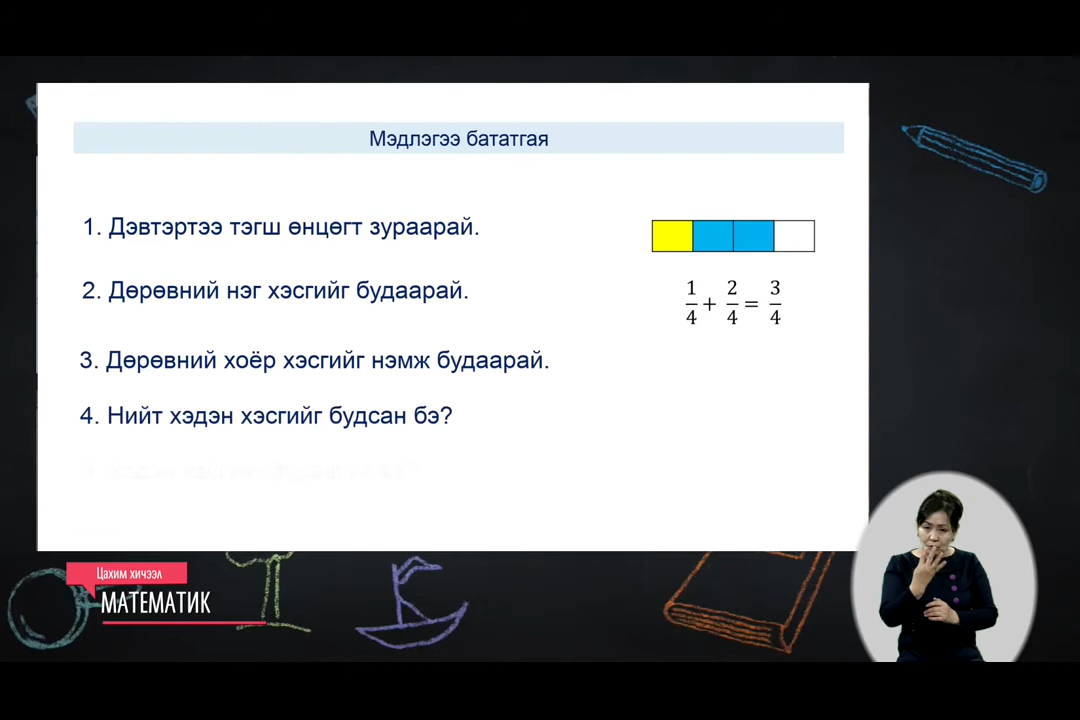 Мэдлэгээ бататгая
1. Дэвтэртээ тэгш өнцөгт зураарай.
2. Дөрөвний нэг хэсгийг будаарай.
1/4 + 2/4 = 3/4
3. Дөрөвний хоёр хэсгийг нэмж будаарай.
4. Нийт хэдэн хэсгийг будсан бэ?
Цахим хичээл
МАТЕМАТИК